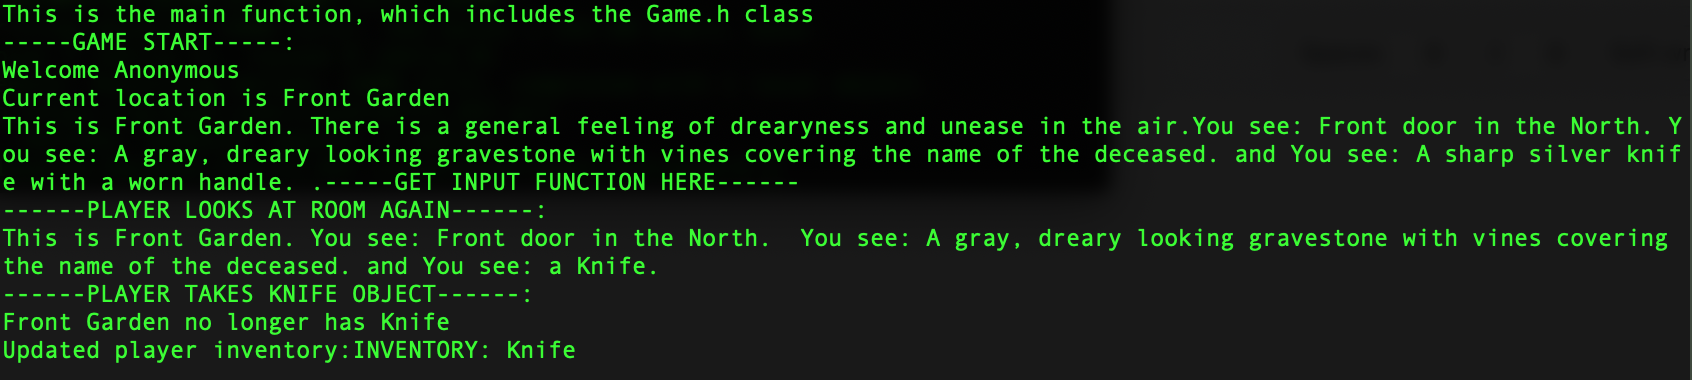 This is the main function, which includes the Game.h class
-----GAME START-----:
Welcome Anonymous
Current location is Front Garden
This is Front Garden. There is a general feeling of drearyness and unease in the air.You see: Front door in the North. Y
ou see: A gray, dreary looking gravestone with vines covering the name of the deceased. and You see: A sharp silver knif
e with a worn handle. .-----GET INPUT FUNCTION HERE------
------PLAYER LOOKS AT ROOM AGAIN------:
This is Front Garden. You see: Front door in the North.  You see: A gray, dreary looking gravestone with vines covering
the name of the deceased. and You see: a Knife.
------PLAYER TAKES KNIFE OBJECT------:
Front Garden no longer has Knife
Updated player inventory:INVENTORY: Knife